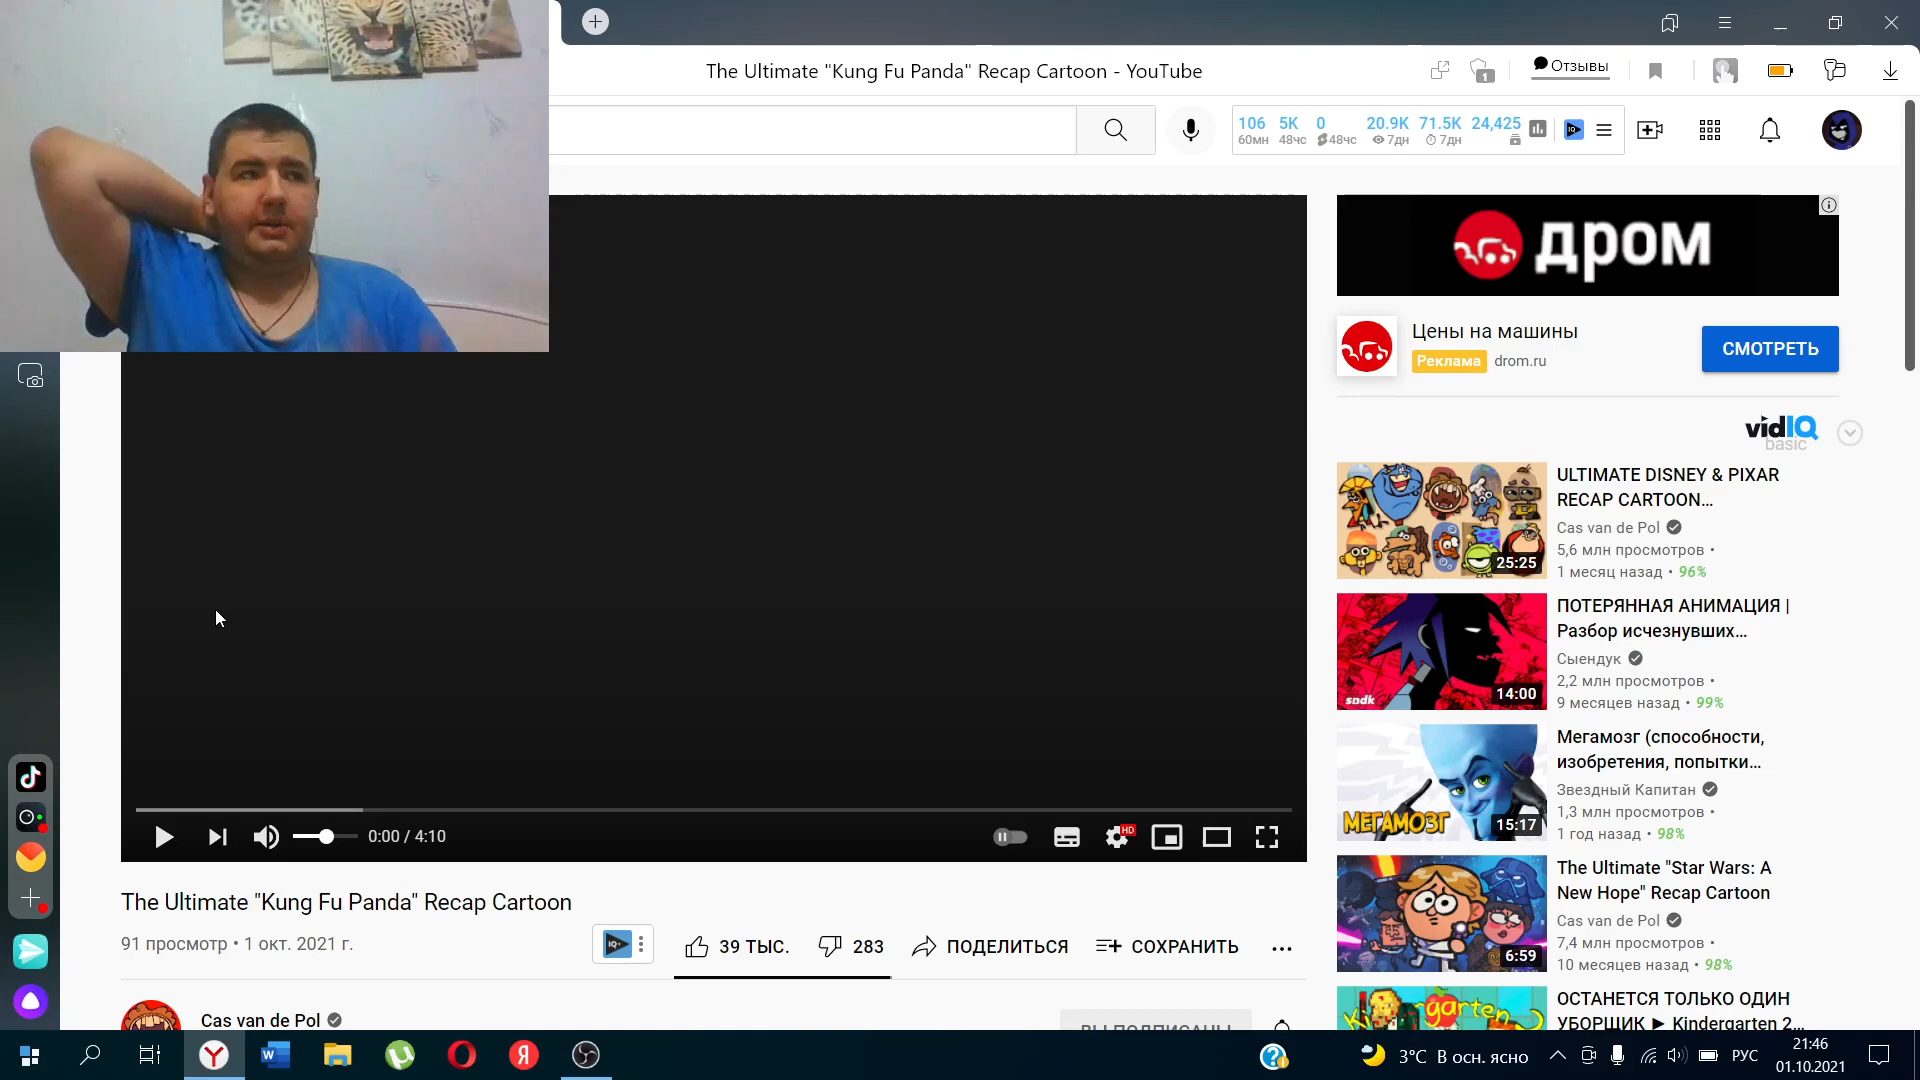 The Ultimate "Kung Fu Panda" Recap Cartoon - YouTube
1
Отзывы
106 5K 0 20.9K 71.5K 24,425
60мн 48чс 48чс 7дн 7дн
дром
Цены на машины
Реклама drom.ru
СМОТРЕТЬ
vidIQ
basic
ULTIMATE DISNEY & PIXAR
RECAP CARTOON...
Cas van de Pol
5,6 млн просмотров •
1 месяц назад • 96%
25:25
ПОТЕРЯННАЯ АНИМАЦИЯ |
Разбор исчезнувших...
Сыендук
2,2 млн просмотров •
9 месяцев назад • 99%
sndk
14:00
Мегамозг (способности,
изобретения, попытки...
Звездный Капитан
1,3 млн просмотров •
1 год назад • 98%
МЕГАМОЗГ
15:17
The Ultimate "Star Wars: A
New Hope" Recap Cartoon
Cas van de Pol
7,4 млн просмотров •
10 месяцев назад • 98%
6:59
ОСТАНЕТСЯ ТОЛЬКО ОДИН
УБОРЩИК ► Kindergarten 2...
0:00 / 4:10
HD
The Ultimate "Kung Fu Panda" Recap Cartoon
91 просмотр • 1 окт. 2021 г.
IQ
39 ТЫС.
283
ПОДЕЛИТЬСЯ
СОХРАНИТЬ
Cas van de Pol
ВЫ ПОДПИСАНЫ
3°C В осн. ясно
РУС
21:46
01.10.2021